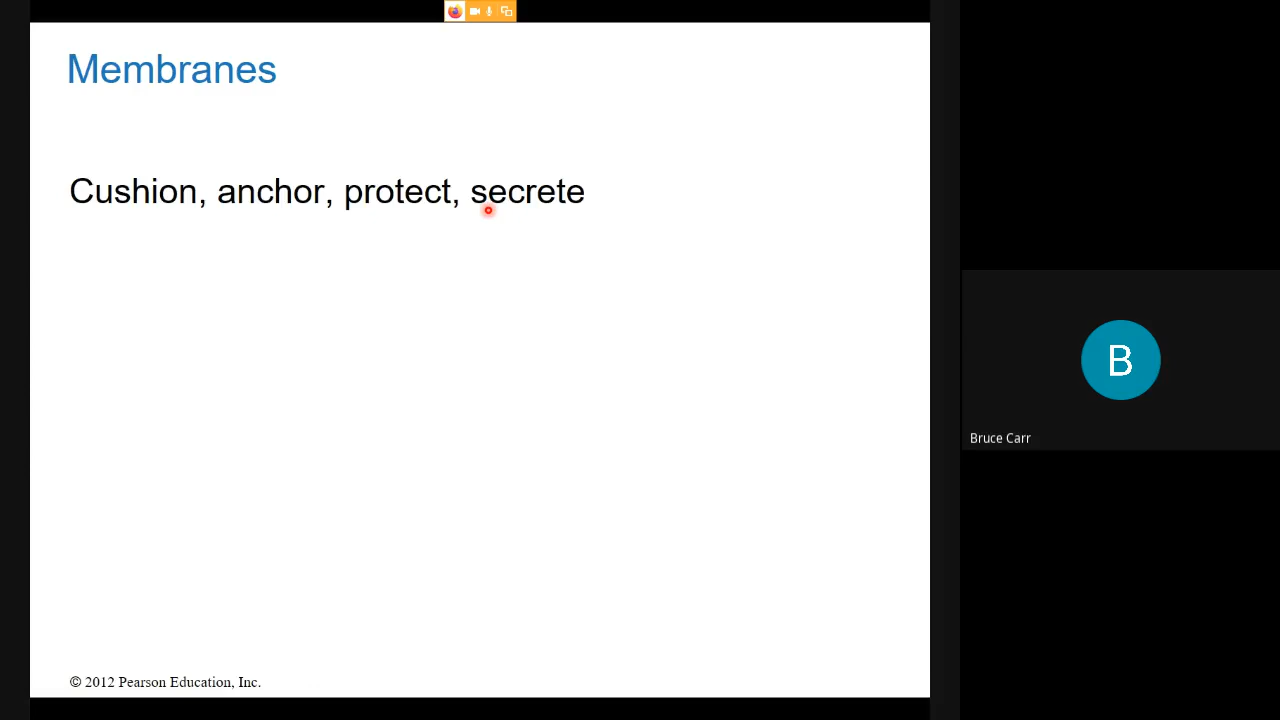 Membranes
Cushion, anchor, protect, secrete
B
Bruce Carr
© 2012 Pearson Education, Inc.